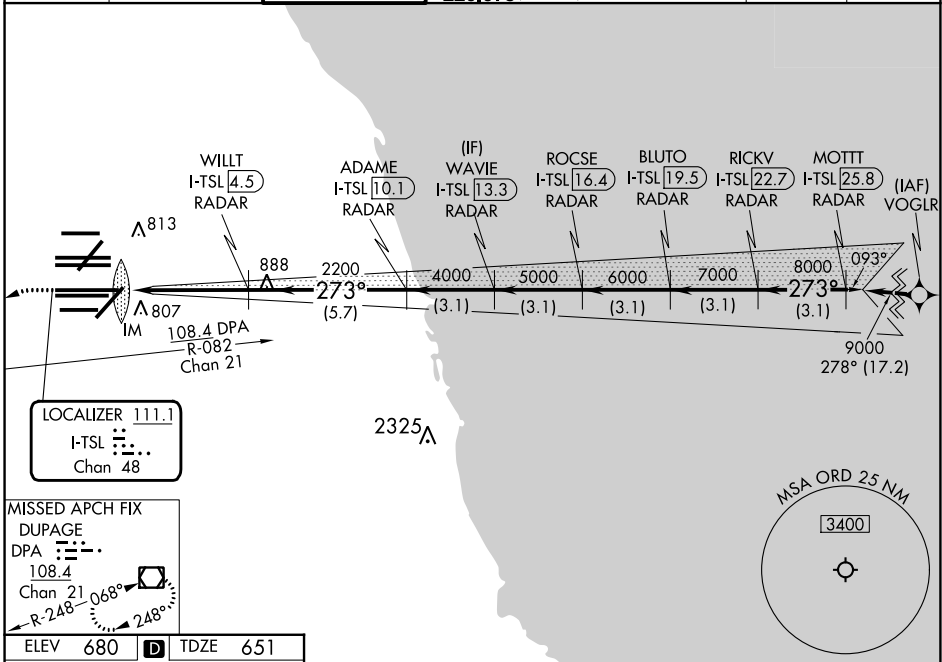 WILLT
I-TSL 4.5
RADAR
ADAME
I-TSL 10.1
RADAR
(IF)
WAVIE
I-TSL 13.3
RADAR
ROCSE
I-TSL 16.4
RADAR
BLUTO
I-TSL 19.5
RADAR
RICKV
I-TSL 22.7
RADAR
MOTTT
I-TSL 25.8
RADAR
(IAF)
VOGLR
813
888
2200
4000
5000
6000
7000
8000
093°
273°
273°
(5.7)
(3.1)
(3.1)
(3.1)
(3.1)
(3.1)
807
IM
9000
278° (17.2)
108.4 DPA
R-082
Chan 21
LOCALIZER 111.1
I-TSL
Chan 48
2325
MISSED APCH FIX
DUPAGE
DPA
108.4
Chan 21
R-248
068°
248°
MSA ORD 25 NM
3400
ELEV 680 D TDZE 651